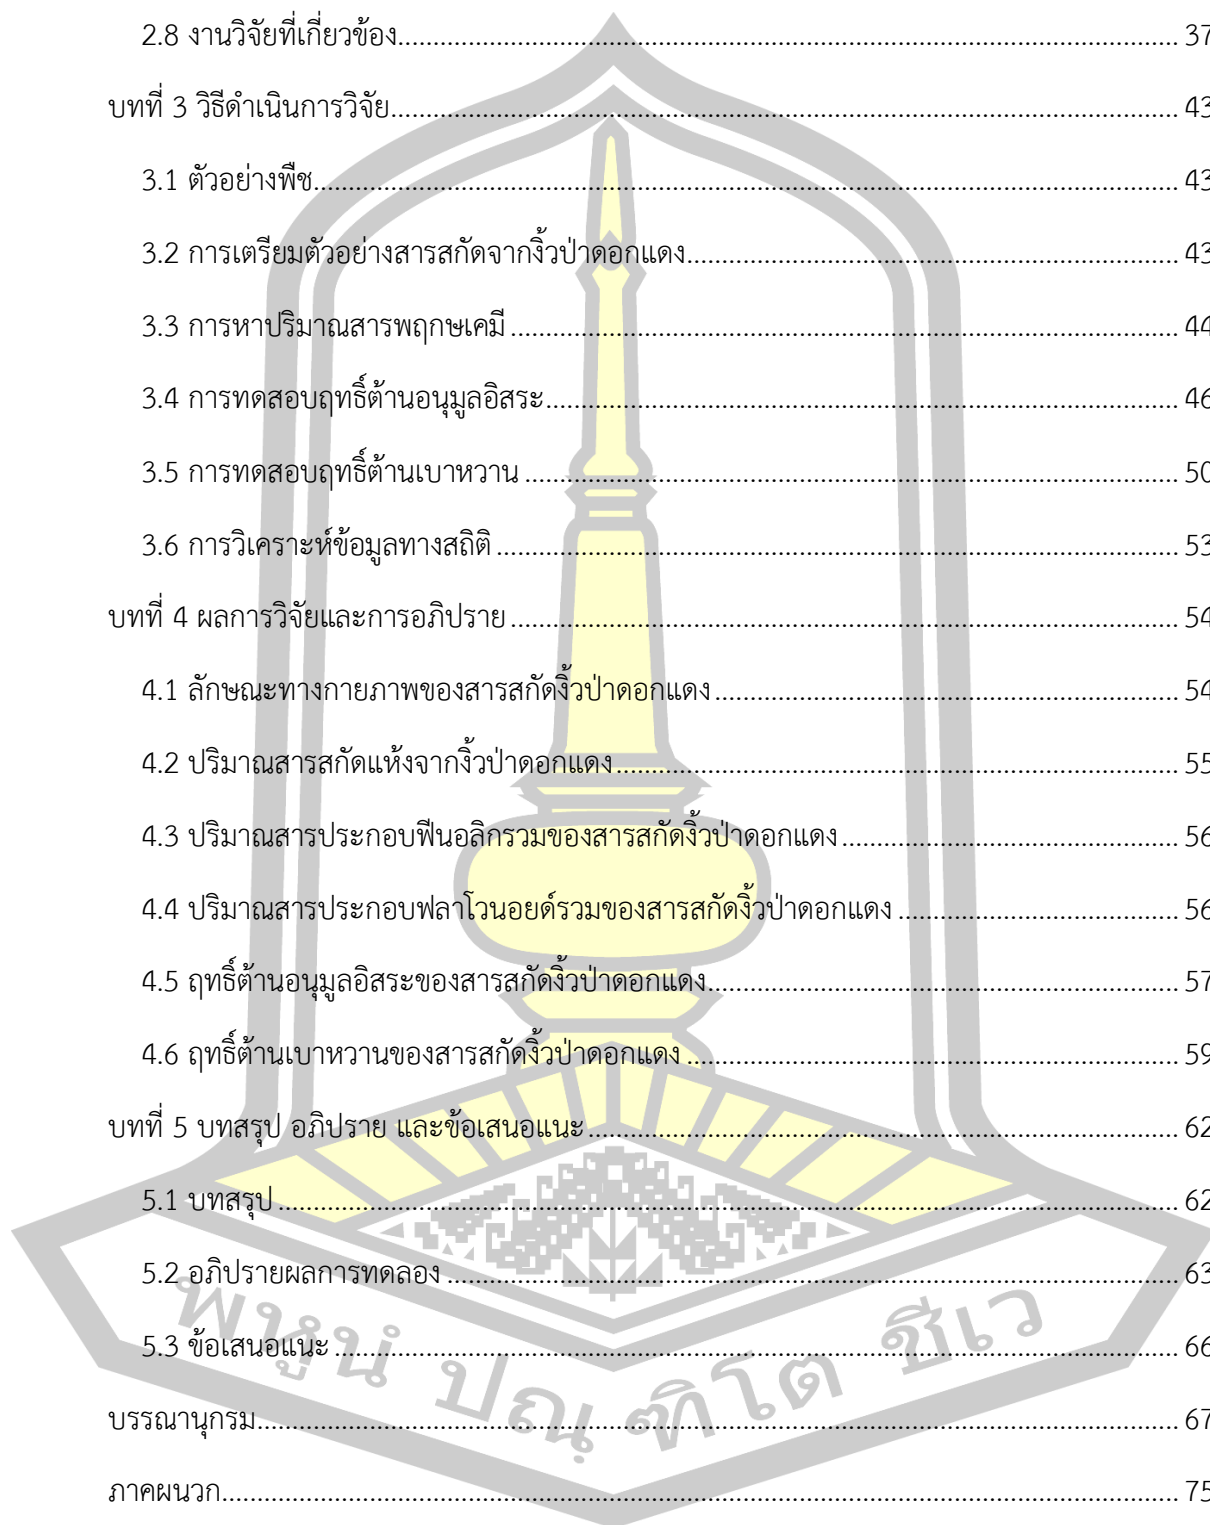 2.8 งานวิจัยที่เกี่ยวข้อง 37
บทที่ 3 วิธีดำเนินการวิจัย 43
3.1 ตัวอย่างพืช 43
3.2 การเตรียมตัวอย่างสารสกัดจากงิ้วป่าดอกแดง 43
3.3 การหาปริมาณสารพฤกษเคมี 44
3.4 การทดสอบฤทธิ์ต้านอนุมูลอิสระ 46
3.5 การทดสอบฤทธิ์ต้านเบาหวาน 50
3.6 การวิเคราะห์ข้อมูลทางสถิติ 53
บทที่ 4 ผลการวิจัยและการอภิปราย 54
4.1 ลักษณะทางกายภาพของสารสกัดงิ้วป่าดอกแดง 54
4.2 ปริมาณสารสกัดแห้งจากงิ้วป่าดอกแดง 55
4.3 ปริมาณสารประกอบฟีนอลิกรวมของสารสกัดงิ้วป่าดอกแดง 56
4.4 ปริมาณสารประกอบฟลาโวนอยด์รวมของสารสกัดงิ้วป่าดอกแดง 56
4.5 ฤทธิ์ต้านอนุมูลอิสระของสารสกัดงิ้วป่าดอกแดง 57
4.6 ฤทธิ์ต้านเบาหวานของสารสกัดงิ้วป่าดอกแดง 59
บทที่ 5 บทสรุป อภิปราย และข้อเสนอแนะ 62
5.1 บทสรุป 62
5.2 อภิปรายผลการทดลอง 63
5.3 ข้อเสนอแนะ 66
บรรณานุกรม 67
ภาคผนวก 75
พหูนํ ปณฺฑิโต ชีเว